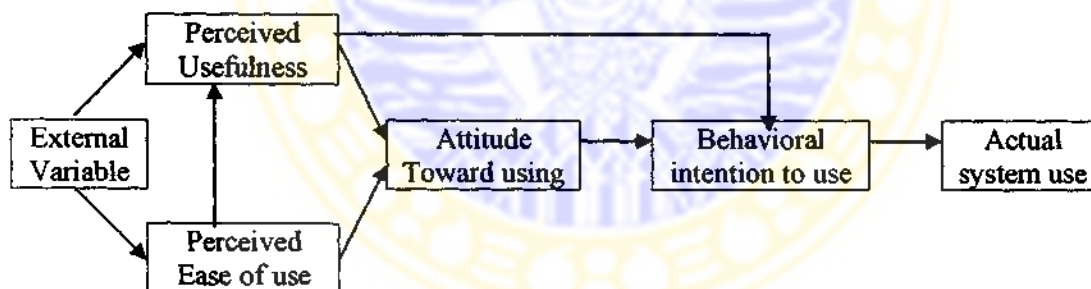 Perceived
Usefulness
External
Variable
Attitude
Toward using
Behavioral
intention to use
Actual
system use
Perceived
Ease of use